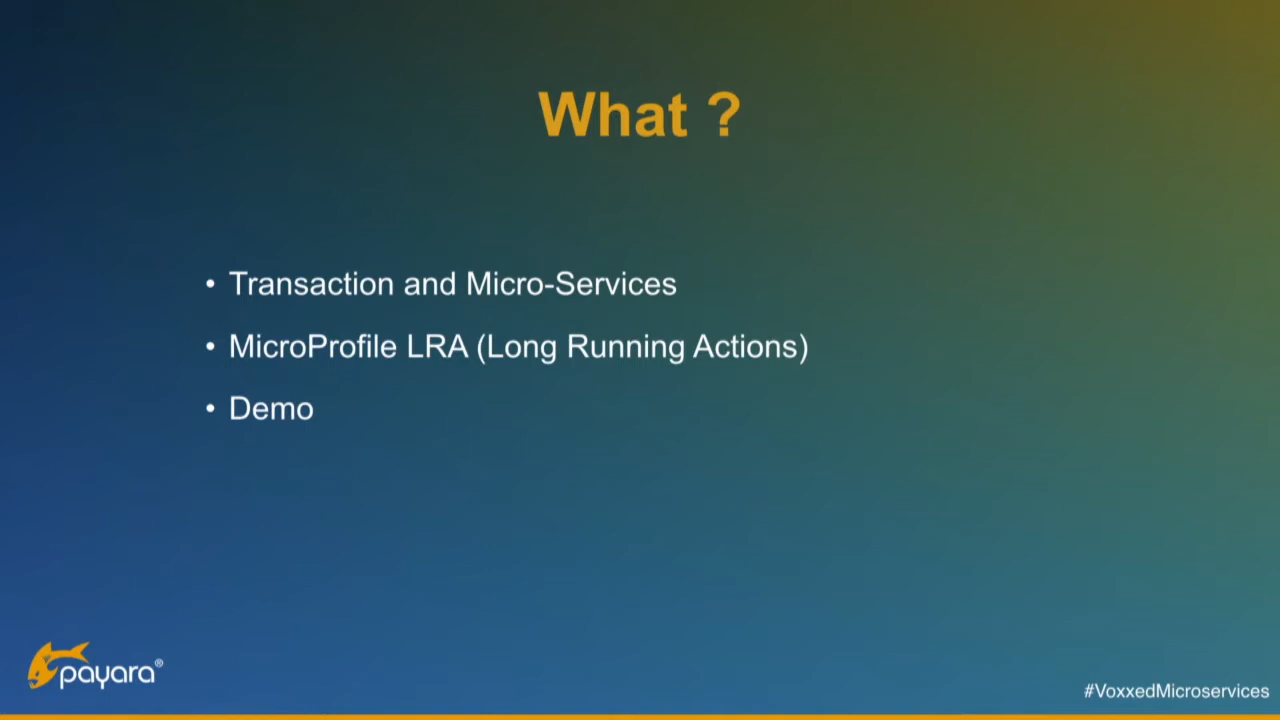 What ?
• Transaction and Micro-Services
• MicroProfile LRA (Long Running Actions)
• Demo
payara®
#VoxxedMicroservices